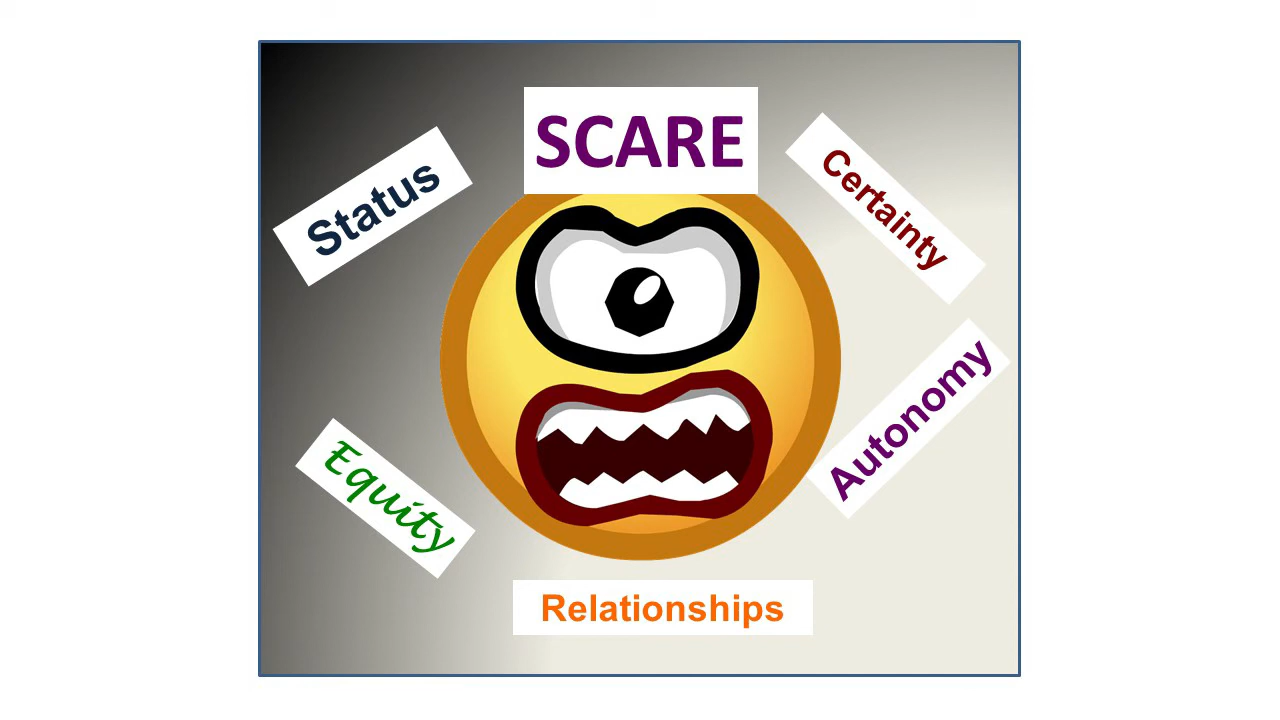 SCARE
Status
Certainty
Autonomy
Relationships
Equity